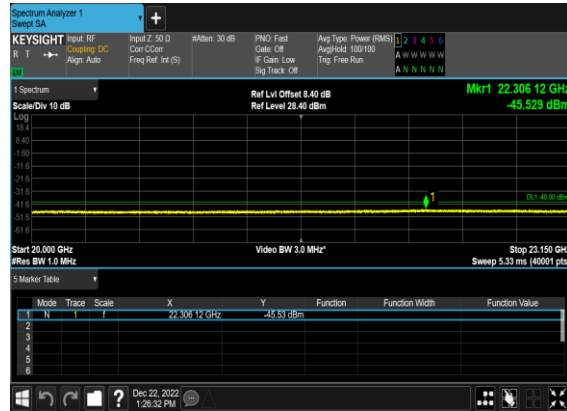 Spectrum Analyzer 1
Swept SA
+
KEYSIGHT Input: RF Input Z: 50 Ω #Atten: 30 dB PNO: Fast Avg Type: Power (RMS) 1 2 3 4 5 6
R T Coupling: DC Corr CCorr Gate: Off Avg|Hold: 100/100 A W W W W W
Align: Auto Freq Ref: Int (S) IF Gain: Low Trig: Free Run
Sig Track: Off A N N N N N
1 Spectrum Ref Lvl Offset 8.40 dB Mkr1 22.306 12 GHz
Scale/Div 10 dB Ref Level 28.40 dBm -45.529 dBm
Log
18.4
8.40
-1.60
-11.6
-21.6
-31.6
1
DL1 -40.00 dBm
-41.6
-51.6
-61.6
Start 20.000 GHz Video BW 3.0 MHz* Stop 23.150 GHz
#Res BW 1.0 MHz Sweep 5.33 ms (40001 pts)
5 Marker Table
Mode Trace Scale X Y Function Function Width Function Value
1 N 1 f 22.306 12 GHz -45.53 dBm
2
3
4
5
6
? Dec 22, 2022
1:26:32 PM